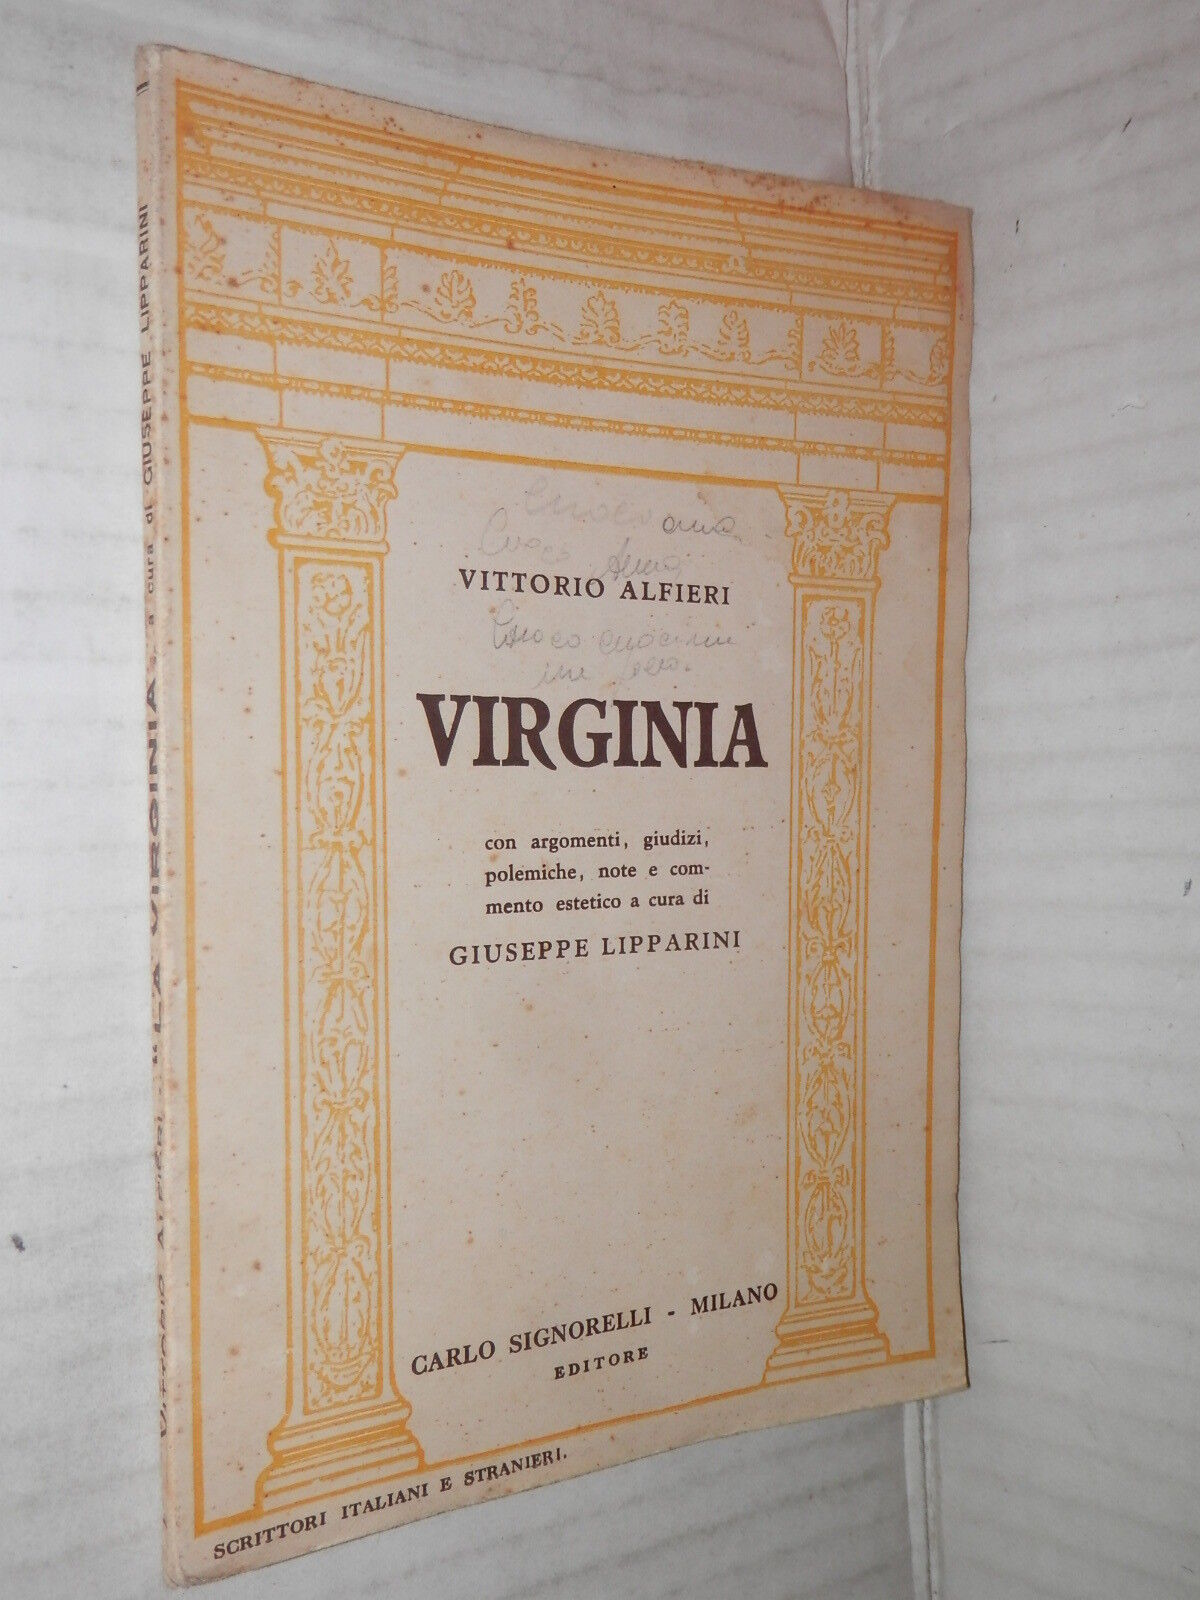 VITTORIO ALFIERI
VIRGINIA
con argomenti, giudizi,
polemiche, note e com-
mento estetico a cura di
GIUSEPPE LIPPARINI
CARLO SIGNORELLI - MILANO
EDITORE
SCRITTORI ITALIANI E STRANIERI.
VITTORIO ALFIERI - "LA VIRGINIA" a cura di GIUSEPPE LIPPARINI